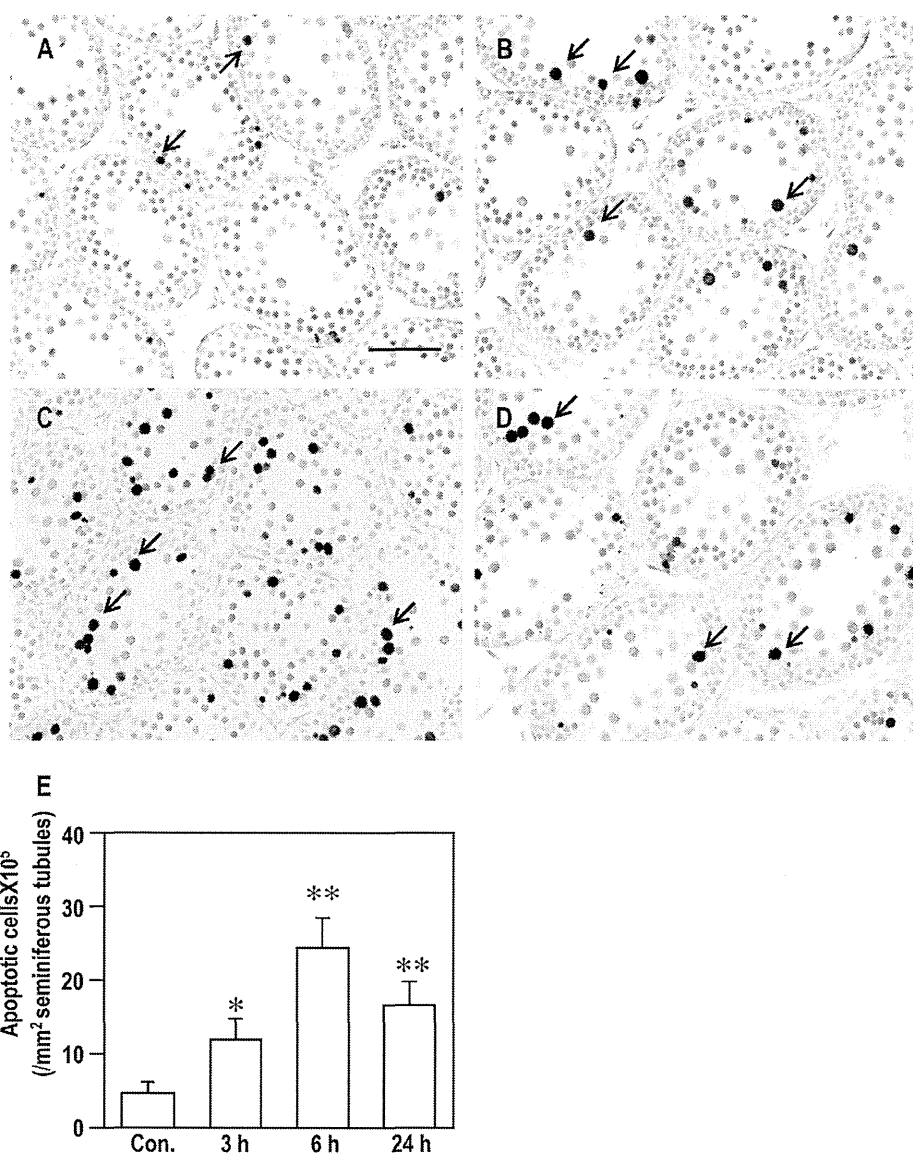 A
B
C
D
E
Apoptotic cellsX10⁵
(/mm² seminiferous tubules)
40
30
20
10
0
*
**
**
Con. 3 h 6 h 24 h